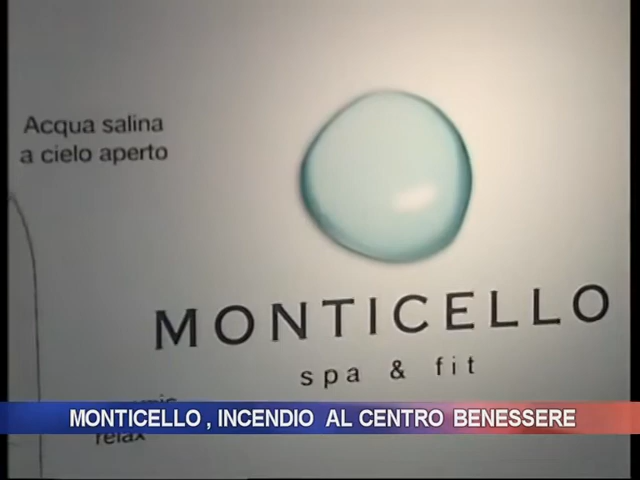 Acqua salina
a cielo aperto
MONTICELLO
spa & fit
MONTICELLO , INCENDIO AL CENTRO BENESSERE
relax